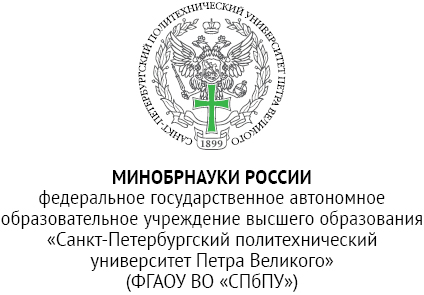 САНКТ-ПЕТЕРБУРГСКИЙ ПОЛИТЕХНИЧЕСКИЙ УНИВЕРСИТЕТ ПЕТРА ВЕЛИКОГО
1899
МИНОБРНАУКИ РОССИИ
федеральное государственное автономное
образовательное учреждение высшего образования
«Санкт-Петербургский политехнический
университет Петра Великого»
(ФГАОУ ВО «СПбПУ»)